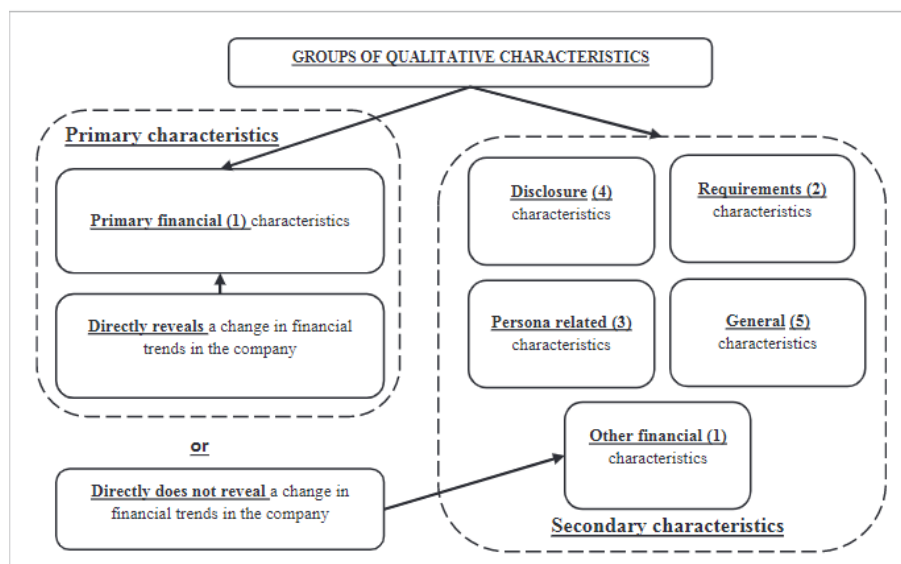 GROUPS OF QUALITATIVE CHARACTERISTICS
Primary characteristics
Primary financial (1) characteristics
Directly reveals a change in financial
trends in the company
or
Directly does not reveal a change in
financial trends in the company
Disclosure (4)
characteristics
Requirements (2)
characteristics
Persona related (3)
characteristics
General (5)
characteristics
Other financial (1)
characteristics
Secondary characteristics